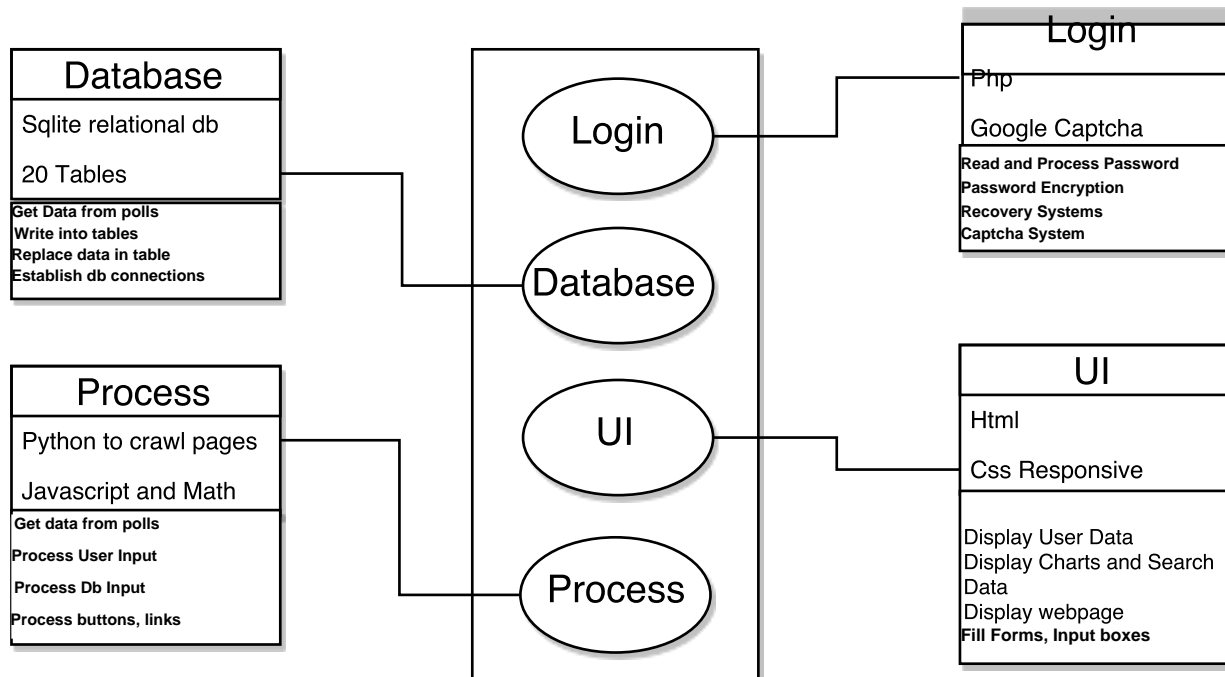 Database
Sqlite relational db
20 Tables
Get Data from polls
Write into tables
Replace data in table
Establish db connections
Process
Python to crawl pages
Javascript and Math
Get data from polls
Process User Input
Process Db Input
Process buttons, links
Login
Database
UI
Process
Login
Php
Google Captcha
Read and Process Password
Password Encryption
Recovery Systems
Captcha System
UI
Html
Css Responsive
Display User Data
Display Charts and Search
Data
Display webpage
Fill Forms, Input boxes